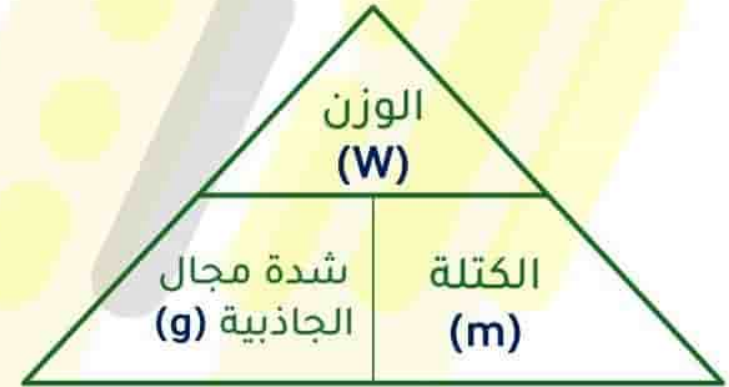 الوزن
(W)
الكتلة
(m)
شدة مجال
الجاذبية (g)